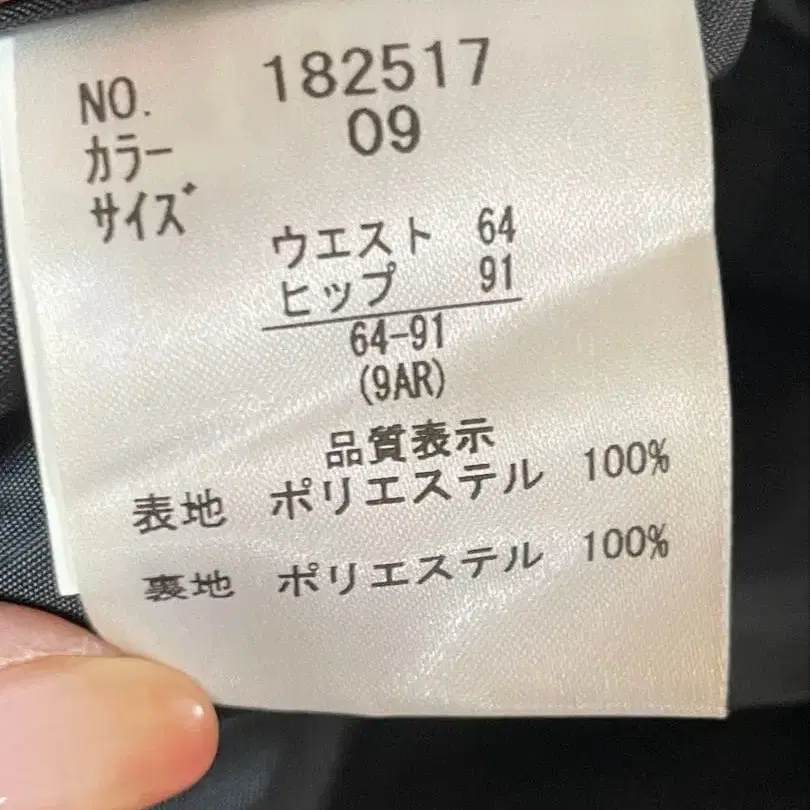 NO. 182517
カラー 09
サイズ
ウエスト 64
ヒップ 91
64-91
(9AR)
品質表示
表地 ポリエステル 100%
裏地 ポリエステル 100%